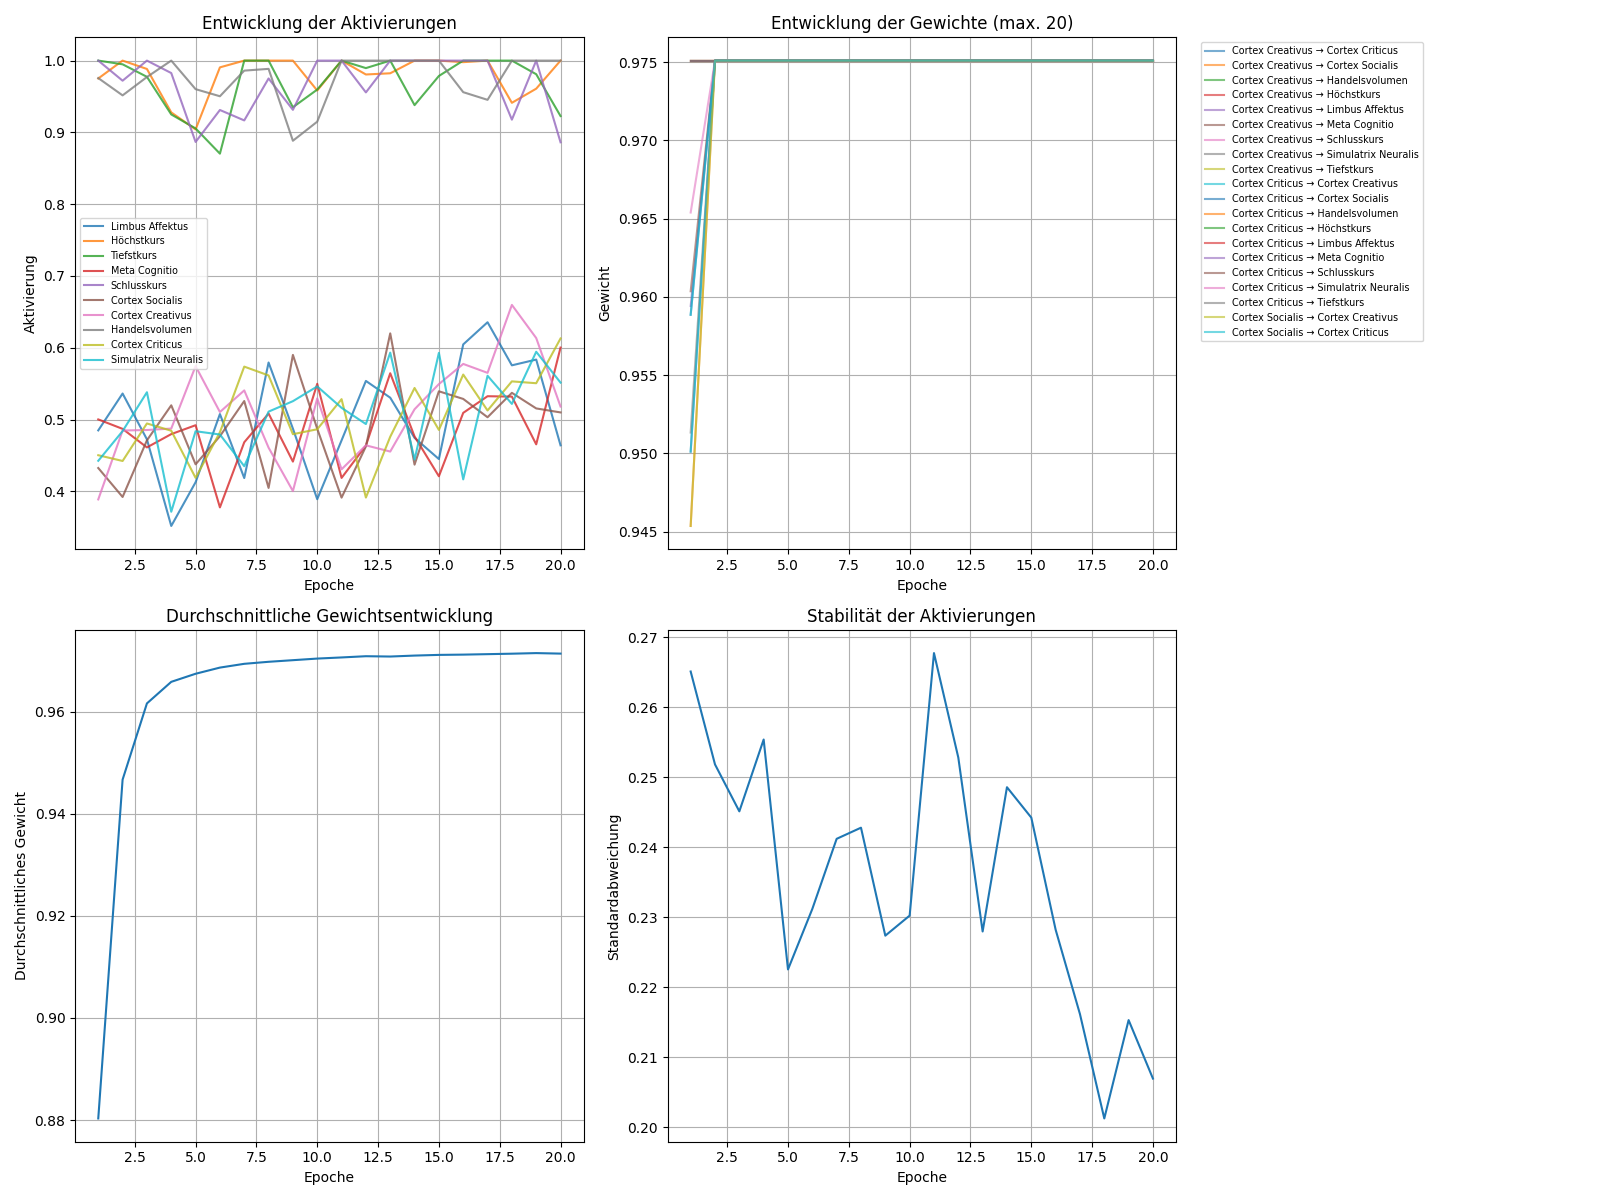 Entwicklung der Aktivierungen
Aktivierung
1.0
0.9
0.8
0.7
0.6
0.5
0.4
Limbus Affektus
Höchstkurs
Tiefstkurs
Meta Cognitio
Schlusskurs
Cortex Socialis
Cortex Creativus
Handelsvolumen
Cortex Criticus
Simulatrix Neuralis
2.5 5.0 7.5 10.0 12.5 15.0 17.5 20.0
Epoche
Entwicklung der Gewichte (max. 20)
Gewicht
0.975
0.970
0.965
0.960
0.955
0.950
0.945
2.5 5.0 7.5 10.0 12.5 15.0 17.5 20.0
Epoche
Cortex Creativus → Cortex Criticus
Cortex Creativus → Cortex Socialis
Cortex Creativus → Handelsvolumen
Cortex Creativus → Höchstkurs
Cortex Creativus → Limbus Affektus
Cortex Creativus → Meta Cognitio
Cortex Creativus → Schlusskurs
Cortex Creativus → Simulatrix Neuralis
Cortex Creativus → Tiefstkurs
Cortex Criticus → Cortex Creativus
Cortex Criticus → Cortex Socialis
Cortex Criticus → Handelsvolumen
Cortex Criticus → Höchstkurs
Cortex Criticus → Limbus Affektus
Cortex Criticus → Meta Cognitio
Cortex Criticus → Schlusskurs
Cortex Criticus → Simulatrix Neuralis
Cortex Criticus → Tiefstkurs
Cortex Socialis → Cortex Creativus
Cortex Socialis → Cortex Criticus
Durchschnittliche Gewichtsentwicklung
Durchschnittliches Gewicht
0.96
0.94
0.92
0.90
0.88
2.5 5.0 7.5 10.0 12.5 15.0 17.5 20.0
Epoche
Stabilität der Aktivierungen
Standardabweichung
0.27
0.26
0.25
0.24
0.23
0.22
0.21
0.20
2.5 5.0 7.5 10.0 12.5 15.0 17.5 20.0
Epoche